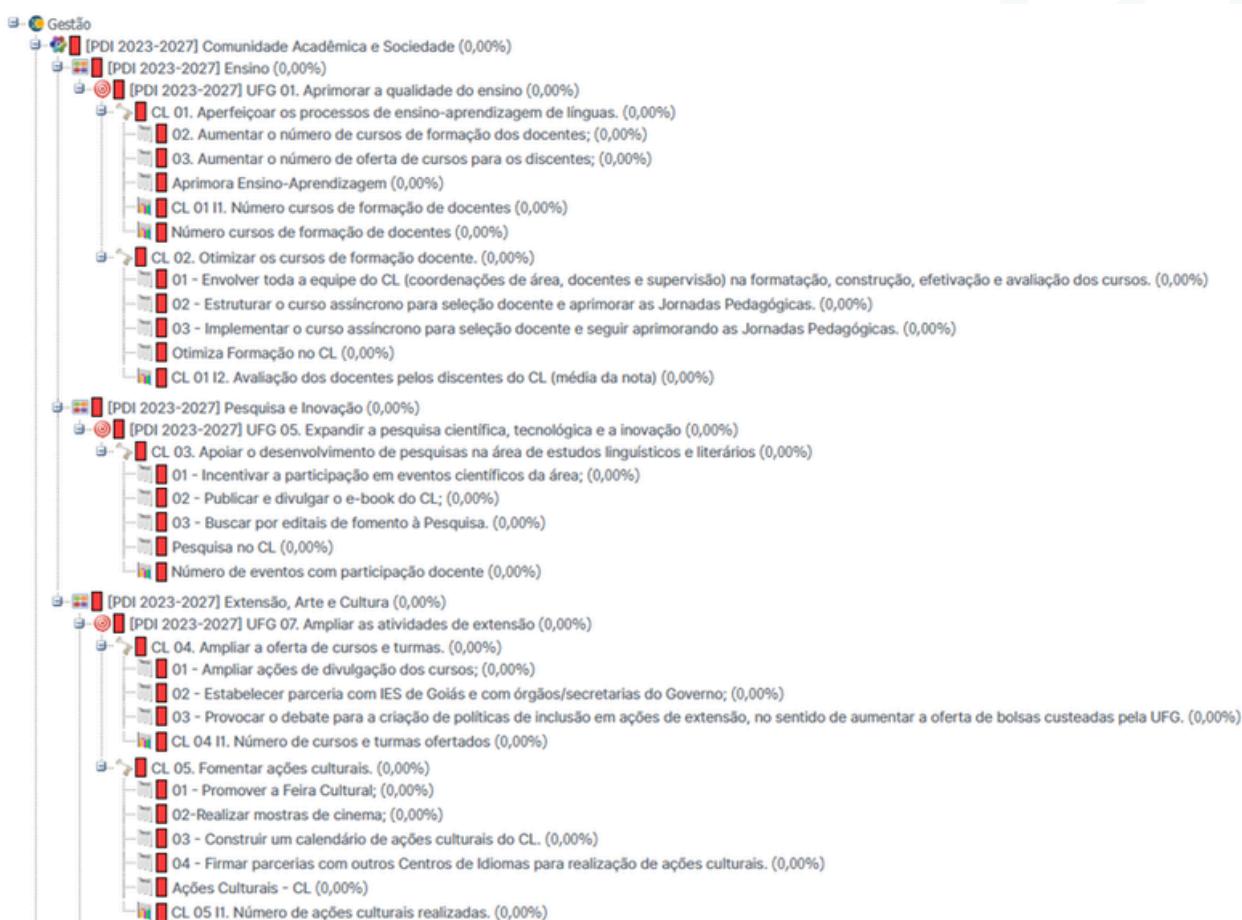 Gestão
[PDI 2023-2027] Comunidade Acadêmica e Sociedade (0,00%)
[PDI 2023-2027] Ensino (0,00%)
[PDI 2023-2027] UFG 01. Aprimorar a qualidade do ensino (0,00%)
CL 01. Aperfeiçoar os processos de ensino-aprendizagem de línguas. (0,00%)
02. Aumentar o número de cursos de formação dos docentes; (0,00%)
03. Aumentar o número de oferta de cursos para os discentes; (0,00%)
Aprimora Ensino-Aprendizagem (0,00%)
CL 01 I1. Número cursos de formação de docentes (0,00%)
Número cursos de formação de docentes (0,00%)
CL 02. Otimizar os cursos de formação docente. (0,00%)
01 - Envolver toda a equipe do CL (coordenações de área, docentes e supervisão) na formatação, construção, efetivação e avaliação dos cursos. (0,00%)
02 - Estruturar o curso assíncrono para seleção docente e aprimorar as Jornadas Pedagógicas. (0,00%)
03 - Implementar o curso assíncrono para seleção docente e seguir aprimorando as Jornadas Pedagógicas. (0,00%)
Otimiza Formação no CL (0,00%)
CL 01 I2. Avaliação dos docentes pelos discentes do CL (média da nota) (0,00%)
[PDI 2023-2027] Pesquisa e Inovação (0,00%)
[PDI 2023-2027] UFG 05. Expandir a pesquisa científica, tecnológica e a inovação (0,00%)
CL 03. Apoiar o desenvolvimento de pesquisas na área de estudos linguísticos e literários (0,00%)
01 - Incentivar a participação em eventos científicos da área; (0,00%)
02 - Publicar e divulgar o e-book do CL; (0,00%)
03 - Buscar por editais de fomento à Pesquisa. (0,00%)
Pesquisa no CL (0,00%)
Número de eventos com participação docente (0,00%)
[PDI 2023-2027] Extensão, Arte e Cultura (0,00%)
[PDI 2023-2027] UFG 07. Ampliar as atividades de extensão (0,00%)
CL 04. Ampliar a oferta de cursos e turmas. (0,00%)
01 - Ampliar ações de divulgação dos cursos; (0,00%)
02 - Estabelecer parceria com IES de Goiás e com órgãos/secretarias do Governo; (0,00%)
03 - Provocar o debate para a criação de políticas de inclusão em ações de extensão, no sentido de aumentar a oferta de bolsas custeadas pela UFG. (0,00%)
CL 04 I1. Número de cursos e turmas ofertados (0,00%)
CL 05. Fomentar ações culturais. (0,00%)
01 - Promover a Feira Cultural; (0,00%)
02-Realizar mostras de cinema; (0,00%)
03 - Construir um calendário de ações culturais do CL. (0,00%)
04 - Firmar parcerias com outros Centros de Idiomas para realização de ações culturais. (0,00%)
Ações Culturais - CL (0,00%)
CL 05 I1. Número de ações culturais realizadas. (0,00%)